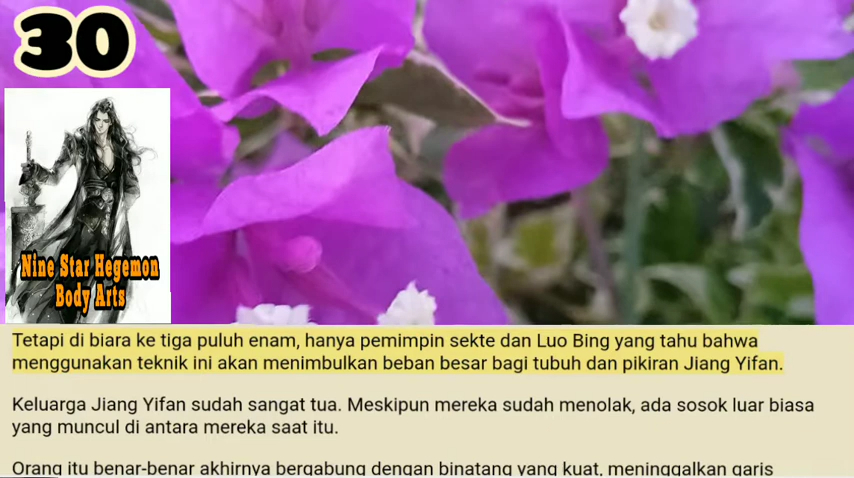 30
Nine Star Hegemon
Body Arts
Tetapi di biara ke tiga puluh enam, hanya pemimpin sekte dan Luo Bing yang tahu bahwa
menggunakan teknik ini akan menimbulkan beban besar bagi tubuh dan pikiran Jiang Yifan.
Keluarga Jiang Yifan sudah sangat tua. Meskipun mereka sudah menolak, ada sosok luar biasa
yang muncul di antara mereka saat itu.
Orang itu benar-benar akhirnya bergabung dengan binatang yang kuat, meninggalkan garis